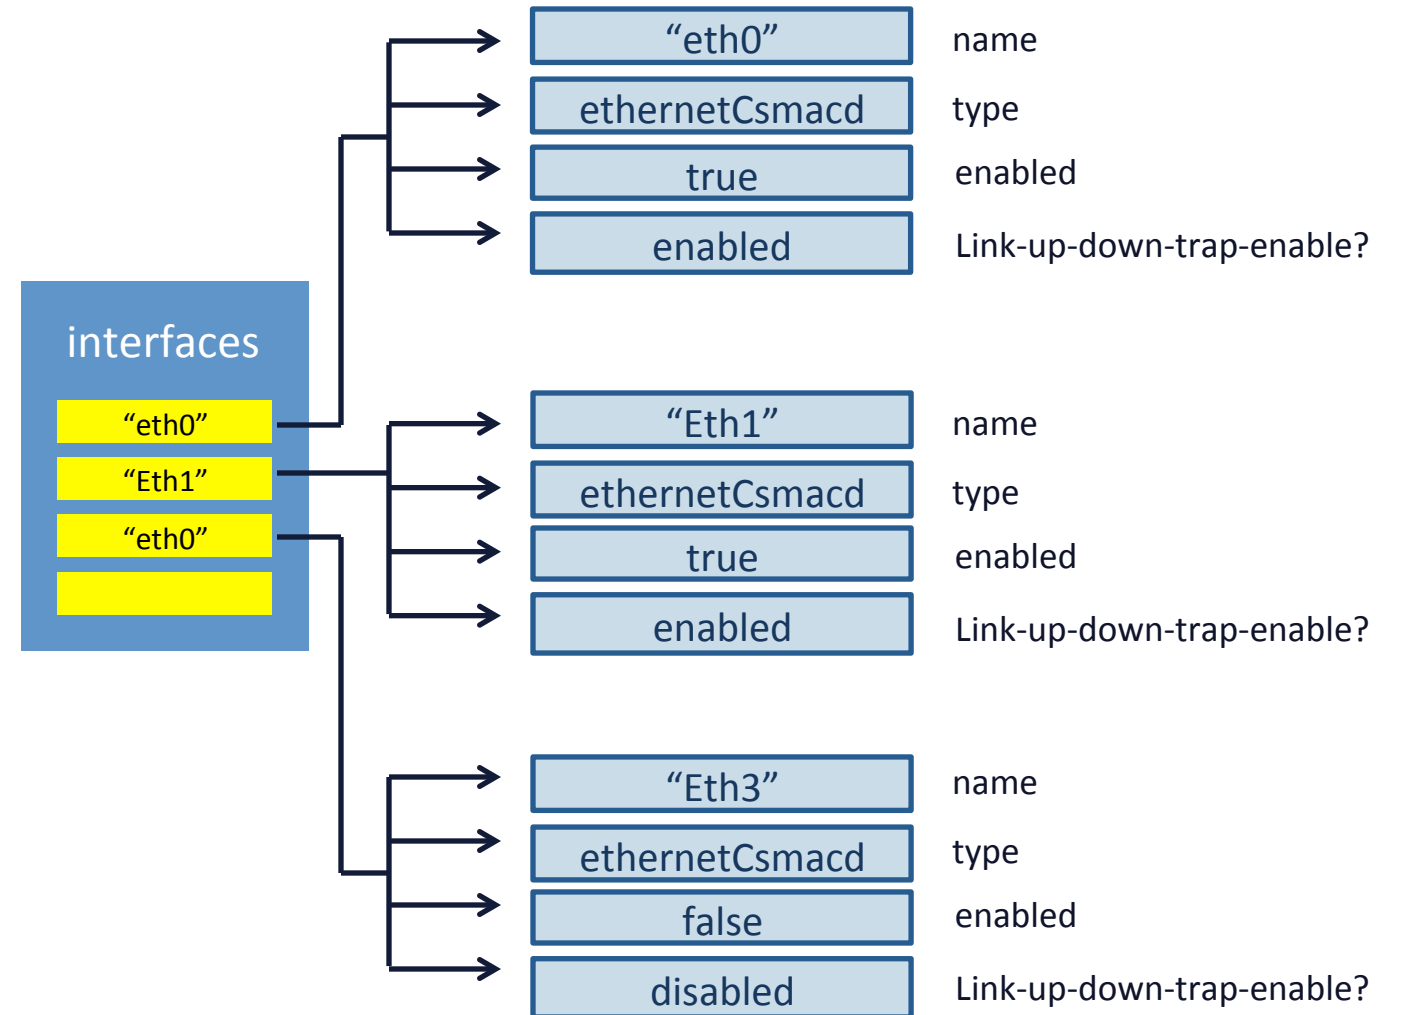 “eth0” name
ethernetCsmacd type
true enabled
enabled Link-up-down-trap-enable?
interfaces
“eth0”
“Eth1”
“eth0”
“Eth1” name
ethernetCsmacd type
true enabled
enabled Link-up-down-trap-enable?
“Eth3” name
ethernetCsmacd type
false enabled
disabled Link-up-down-trap-enable?